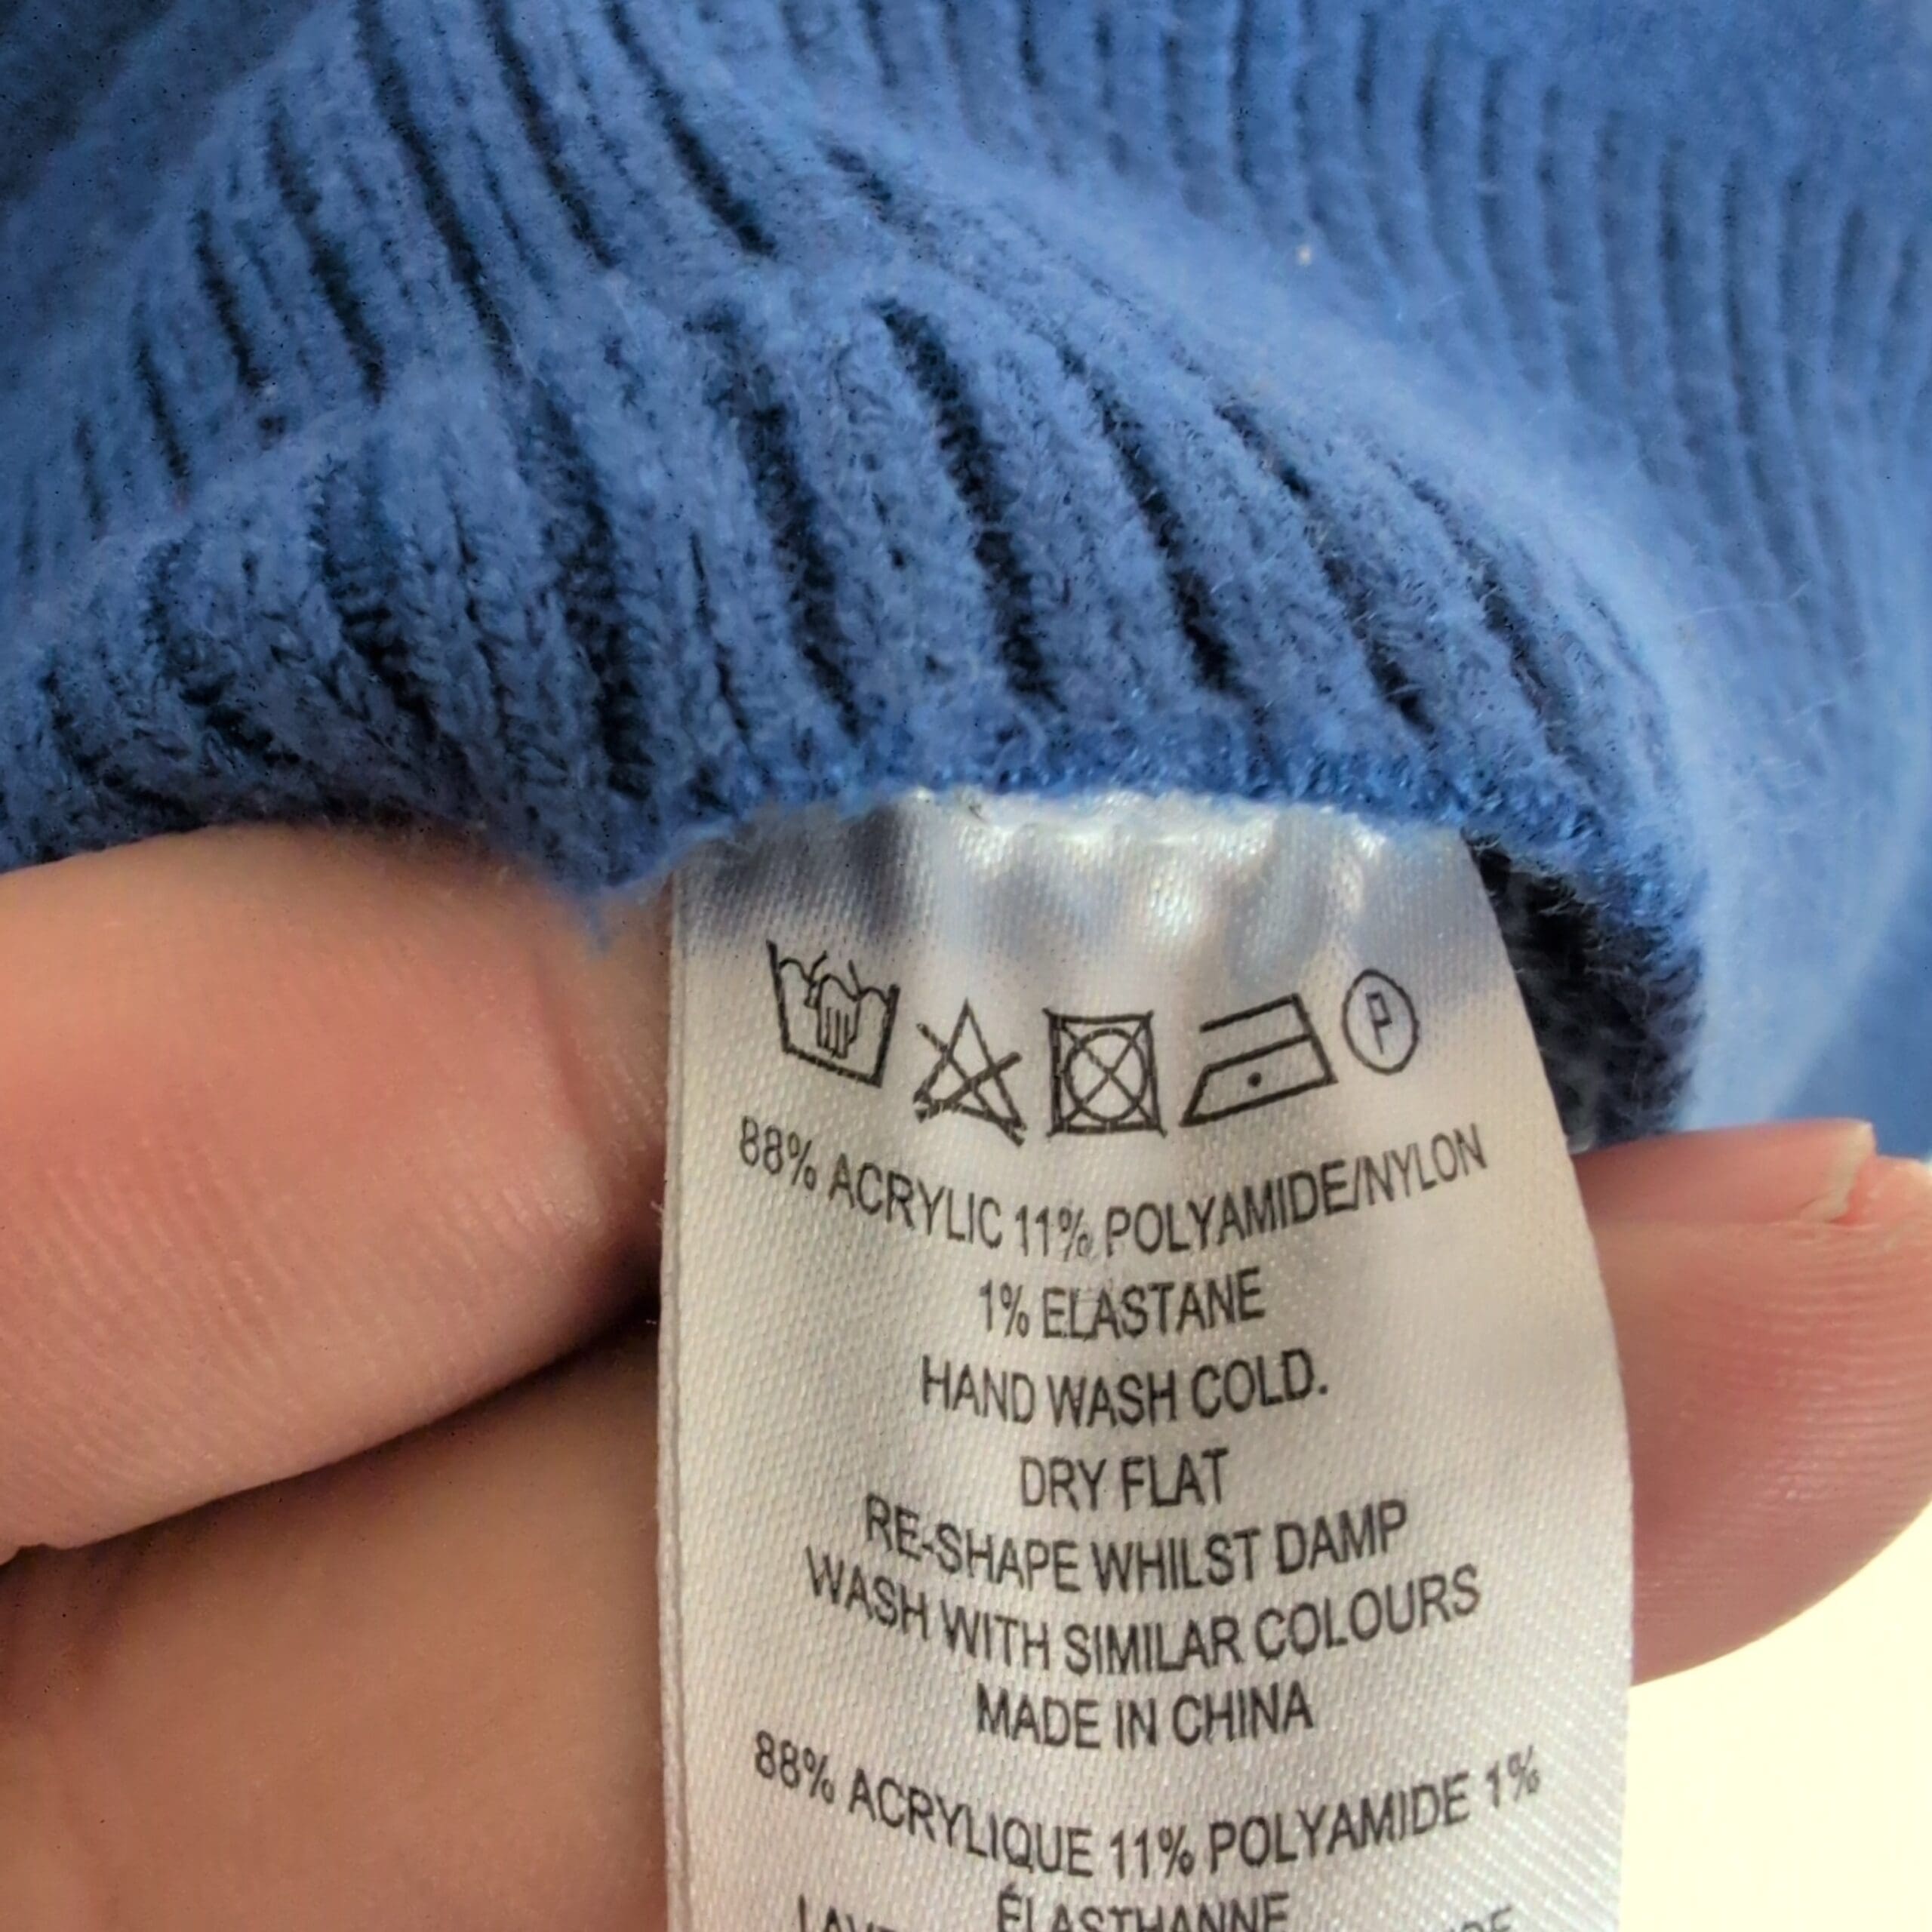 P
88% ACRYLIC 11% POLYAMIDE/NYLON
1% ELASTANE
HAND WASH COLD.
DRY FLAT
RE-SHAPE WHILST DAMP
WASH WITH SIMILAR COLOURS
MADE IN CHINA
88% ACRYLIQUE 11% POLYAMIDE 1%
ÉLASTHANNE